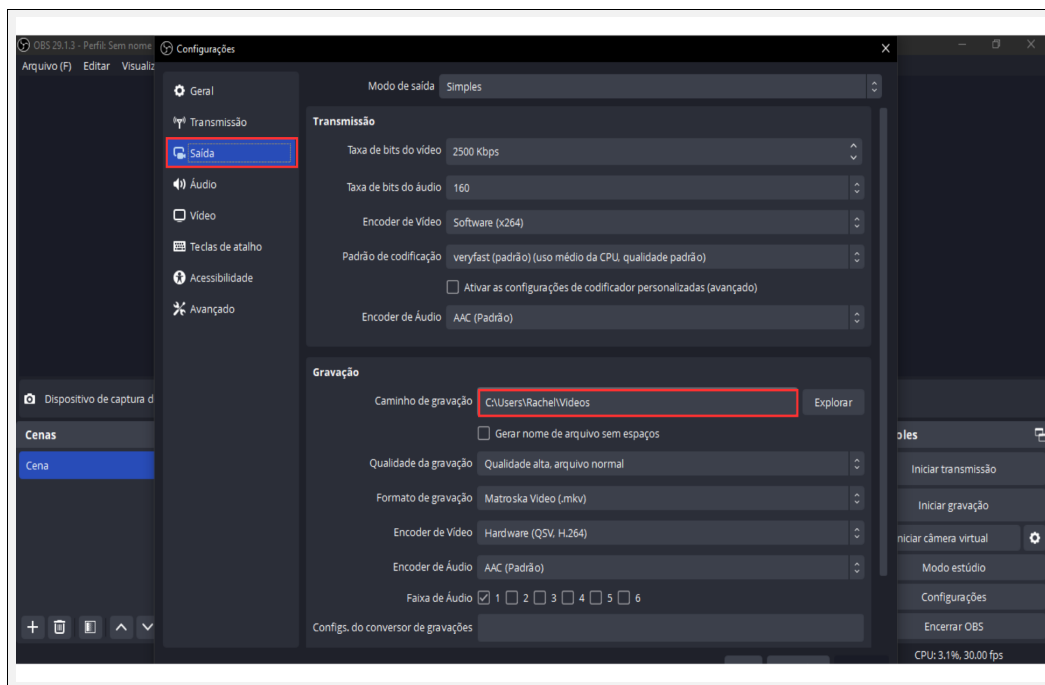 OBS 29.1.3 - Perfil: Sem nome
Arquivo (F) Editar Visualiz
Configurações
Geral
Transmissão
Saída
Áudio
Vídeo
Teclas de atalho
Acessibilidade
Avançado
Modo de saída Simples
Transmissão
Taxa de bits do vídeo 2500 Kbps
Taxa de bits do áudio 160
Encoder de Vídeo Software (x264)
Padrão de codificação veryfast (padrão) (uso médio da CPU, qualidade padrão)
Ativar as configurações de codificador personalizadas (avançado)
Encoder de Áudio AAC (Padrão)
Gravação
Caminho de gravação C:\Users\Rachel\Videos Explorar
Gerar nome de arquivo sem espaços
Qualidade da gravação Qualidade alta, arquivo normal
Formato de gravação Matroska Video (.mkv)
Encoder de Vídeo Hardware (QSV, H.264)
Encoder de Áudio AAC (Padrão)
Faixa de Áudio 1 2 3 4 5 6
Configs. do conversor de gravações
Dispositivo de captura d
Cenas
Cena
oles
Iniciar transmissão
Iniciar gravação
niciar câmera virtual
Modo estúdio
Configurações
Encerrar OBS
CPU: 3.1%, 30.00 fps